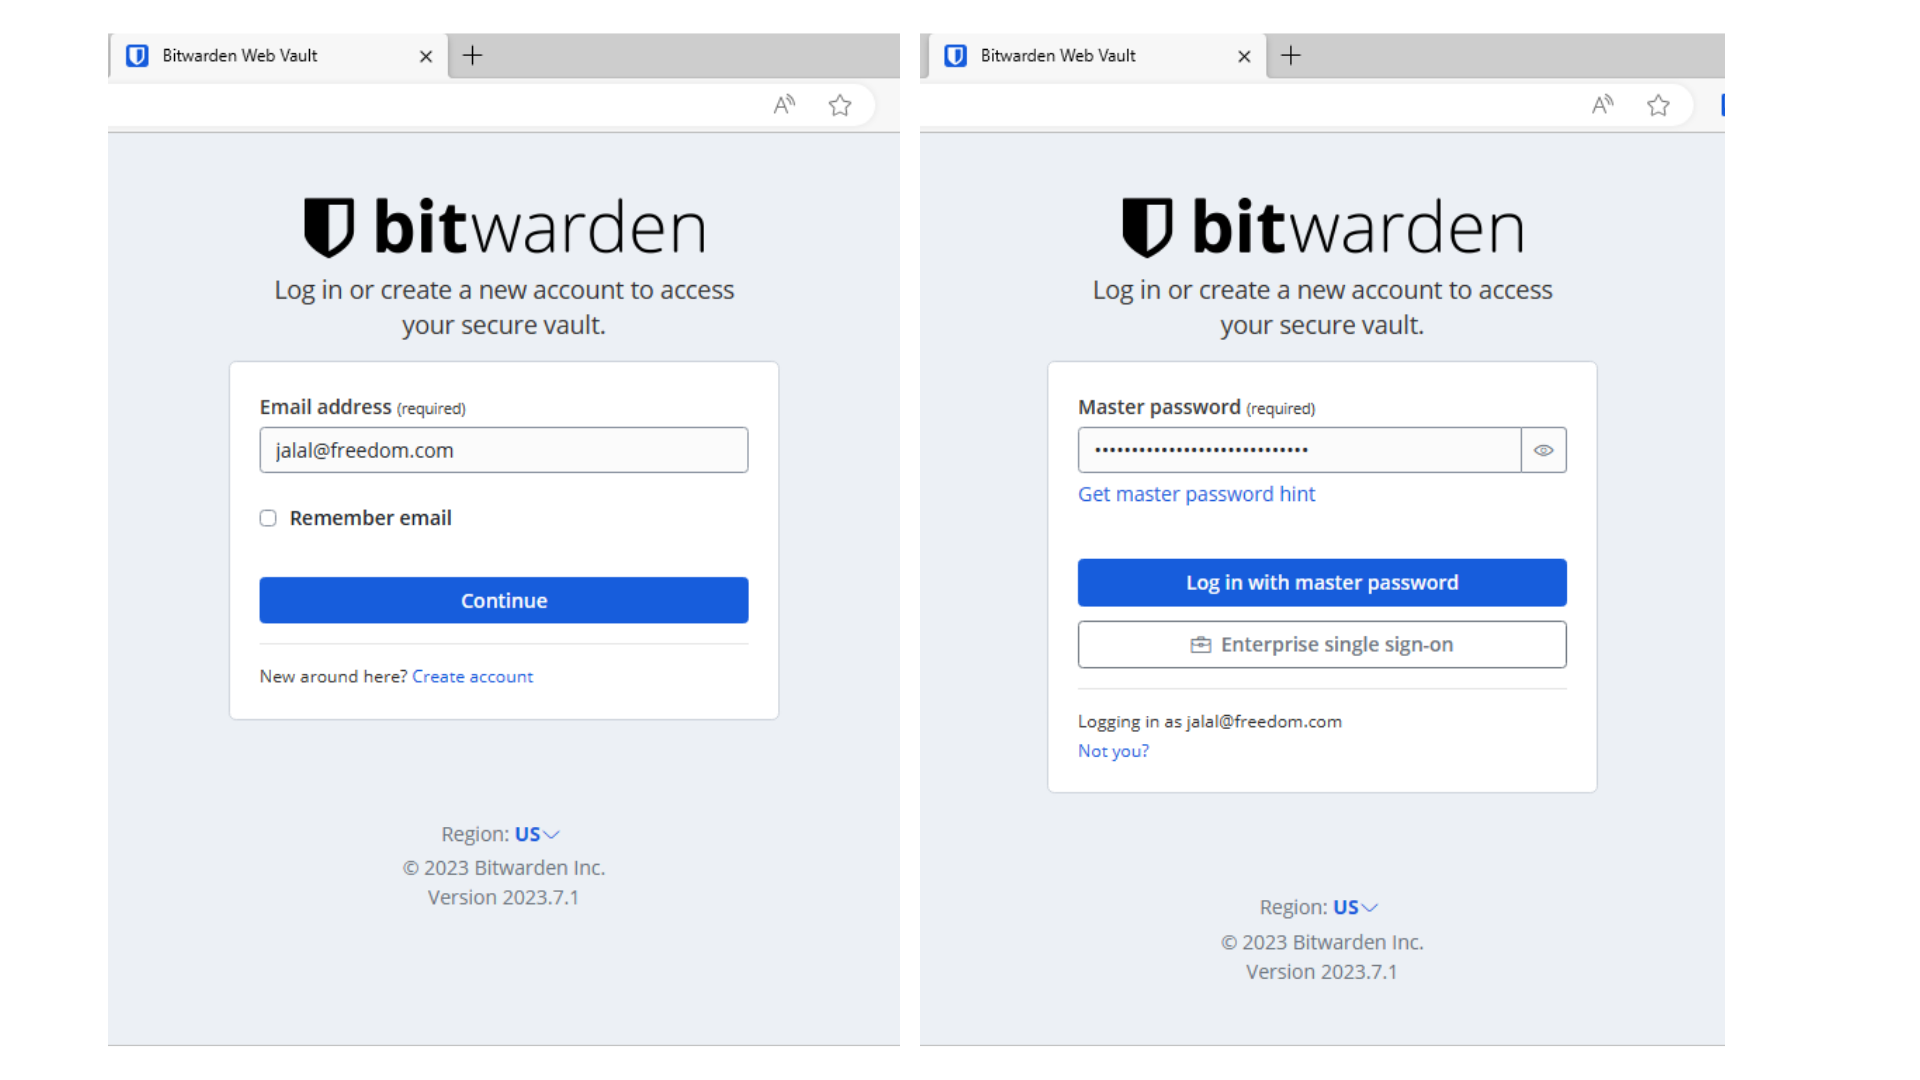 Bitwarden Web Vault
bitwarden
Log in or create a new account to access
your secure vault.
Email address (required)
jalal@freedom.com
Remember email
Continue
New around here? Create account
Region: US
© 2023 Bitwarden Inc.
Version 2023.7.1
Bitwarden Web Vault
bitwarden
Log in or create a new account to access
your secure vault.
Master password (required)
•••••••••••••••••••••••••••••
Get master password hint
Log in with master password
Enterprise single sign-on
Logging in as jalal@freedom.com
Not you?
Region: US
© 2023 Bitwarden Inc.
Version 2023.7.1